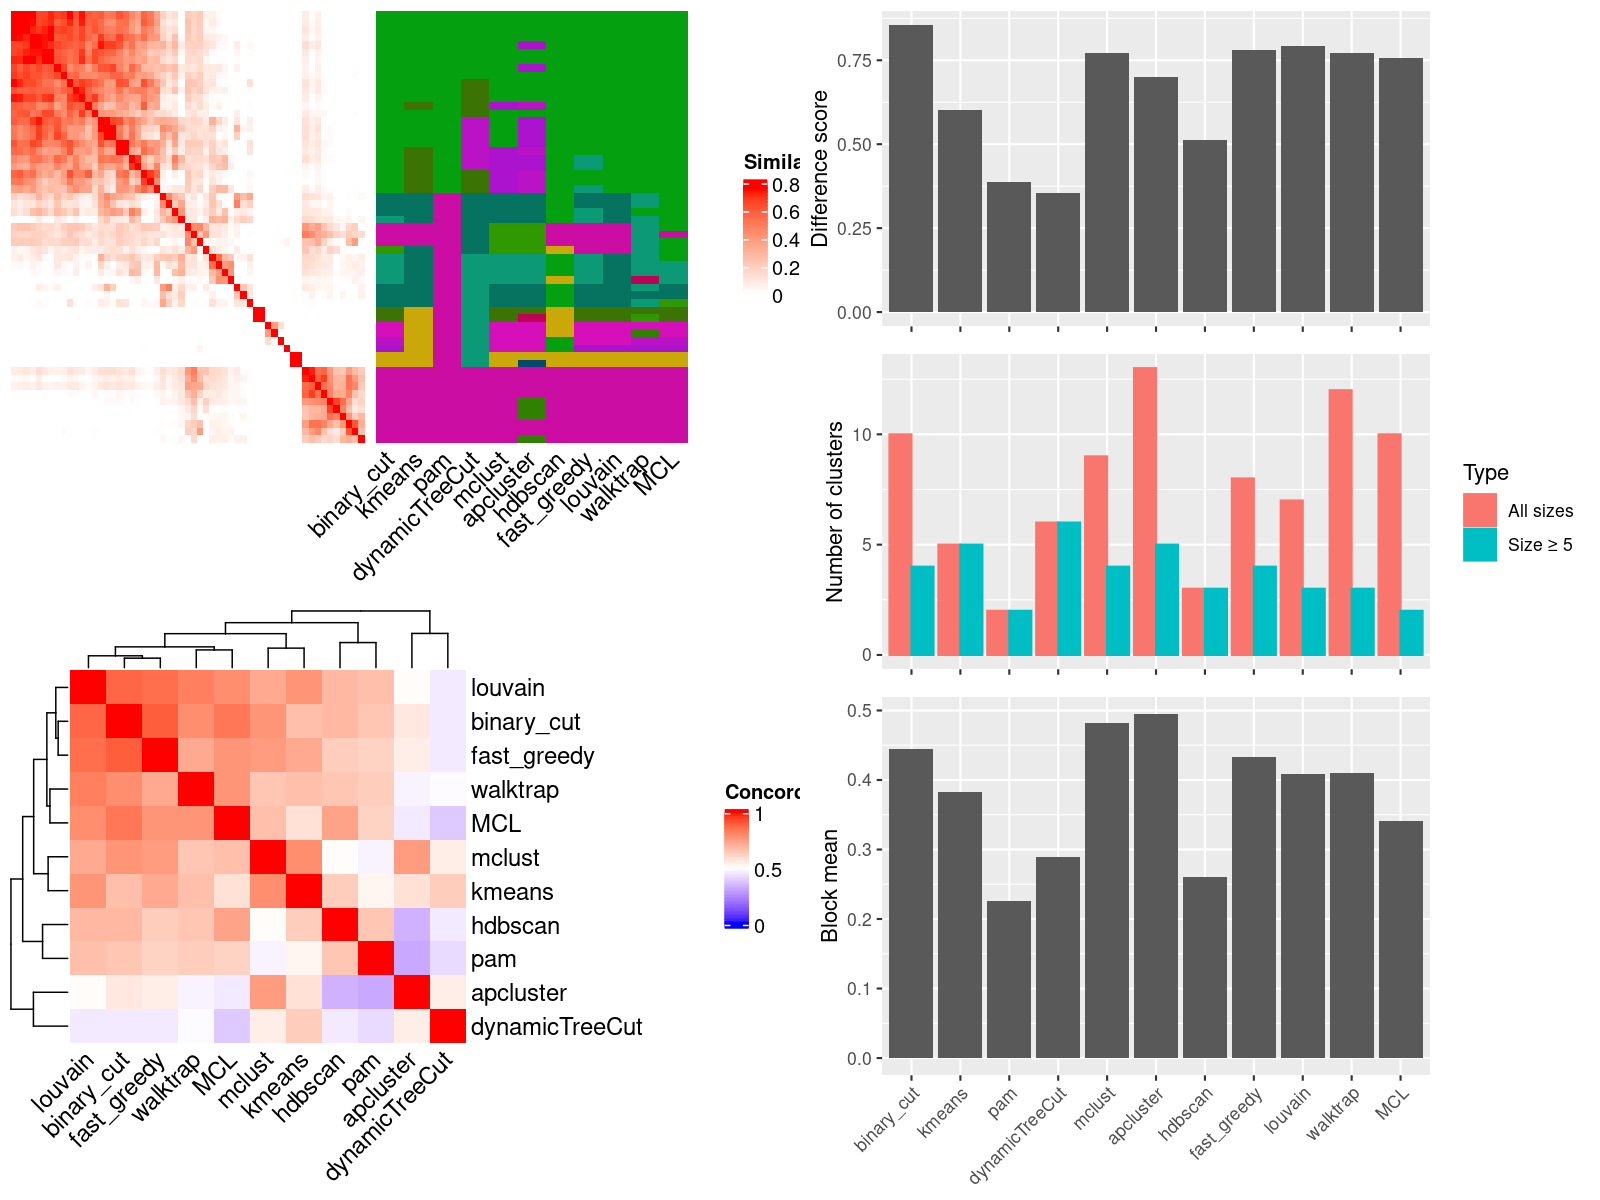 Simila
0.8
0.6
0.4
0.2
0
binary_cut
kmeans
pam
dynamicTreeCut
mclust
apcluster
hdbscan
fast_greedy
louvain
walktrap
MCL
louvain
binary_cut
fast_greedy
walktrap
MCL
mclust
kmeans
hdbscan
pam
apcluster
dynamicTreeCut
Concord
1
0.5
0
louvain
binary_cut
fast_greedy
walktrap
MCL
mclust
kmeans
hdbscan
pam
apcluster
dynamicTreeCut
Difference score
0.75
0.50
0.25
0.00
Number of clusters
10
5
0
Type
All sizes
Size ≥ 5
Block mean
0.5
0.4
0.3
0.2
0.1
0.0
binary_cut
kmeans
pam
dynamicTreeCut
mclust
apcluster
hdbscan
fast_greedy
louvain
walktrap
MCL